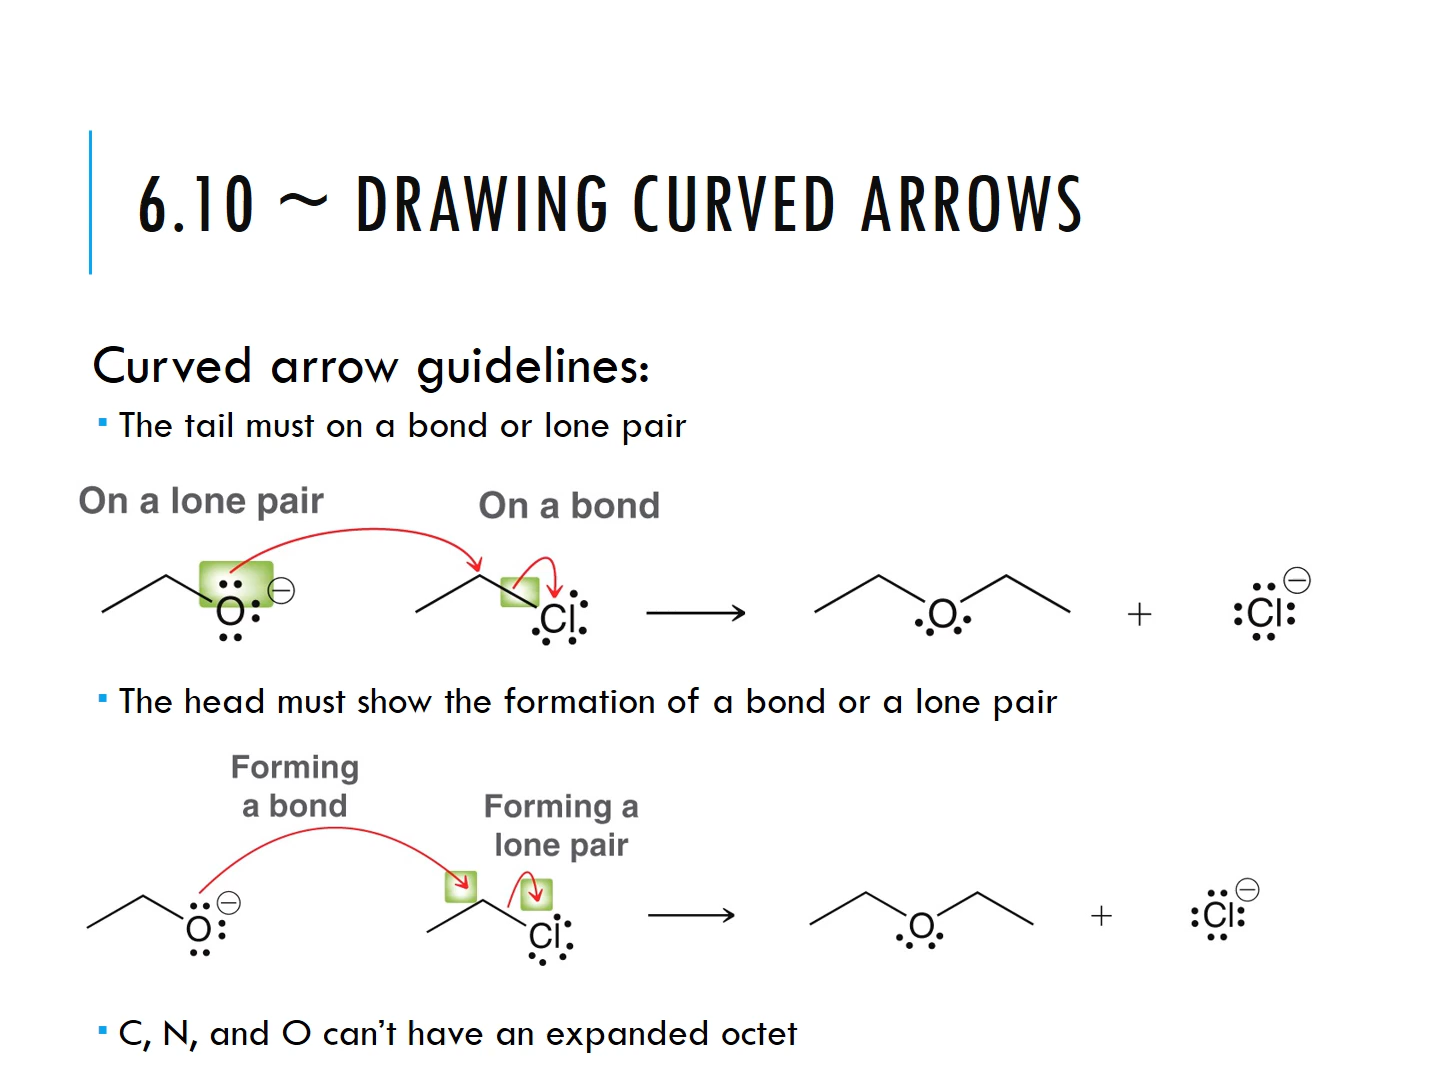 6.10 ~ DRAWING CURVED ARROWS
Curved arrow guidelines:
▪ The tail must on a bond or lone pair
On a lone pair On a bond
O ⊖ Cl ⟶ O + Cl ⊖
▪ The head must show the formation of a bond or a lone pair
Forming
a bond
Forming a
lone pair
O ⊖ Cl ⟶ O + Cl ⊖
▪ C, N, and O can't have an expanded octet